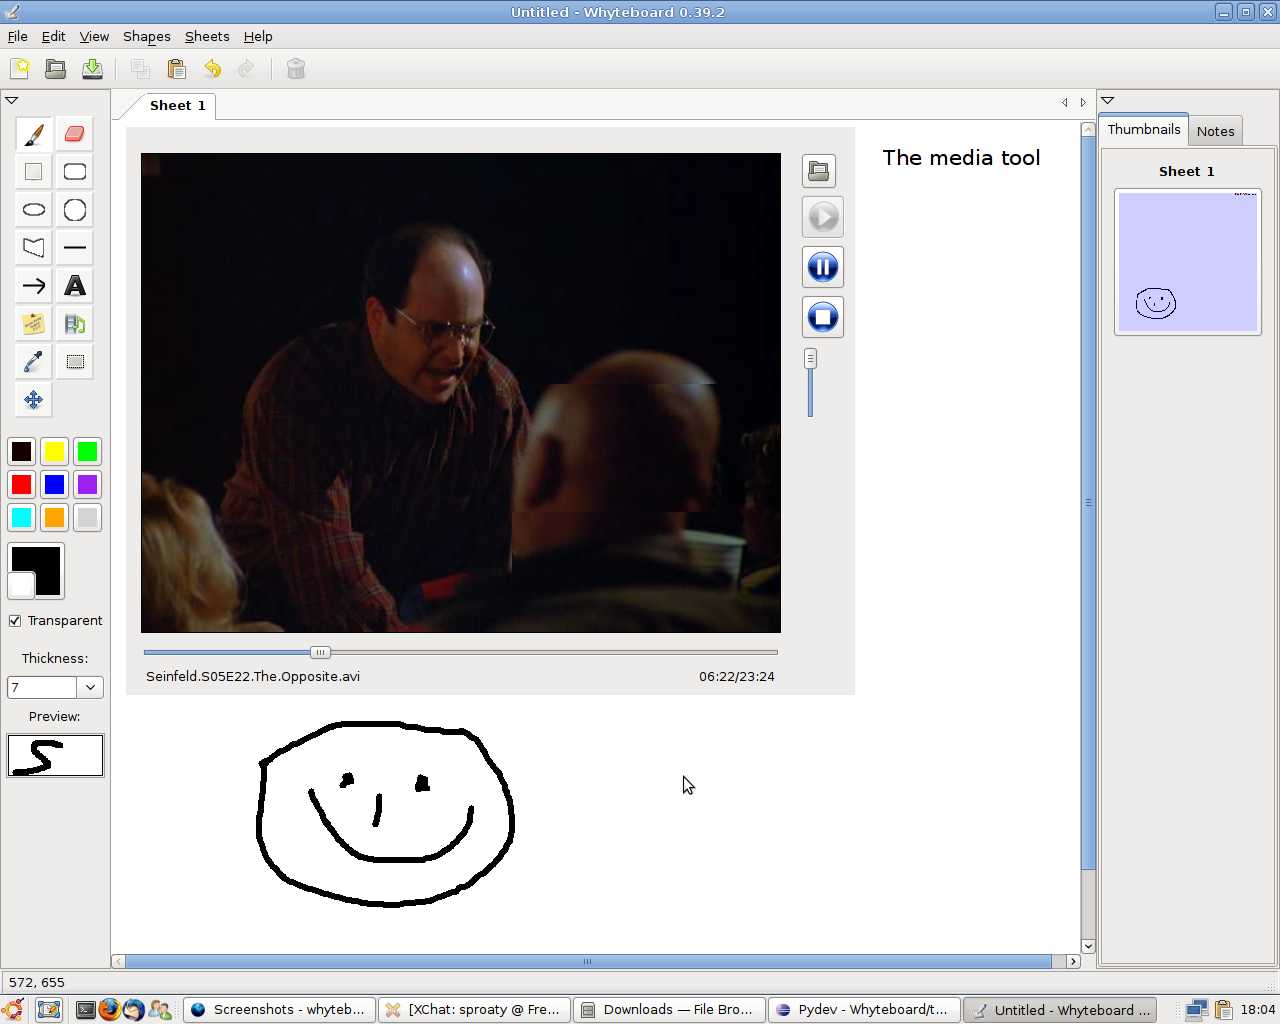 Untitled - Whyteboard 0.39.2
File Edit View Shapes Sheets Help
Sheet 1
Thumbnails Notes
The media tool
Sheet 1
Transparent
Thickness:
7
Preview:
Seinfeld.S05E22.The.Opposite.avi 06:22/23:24
572, 655
Screenshots - whyteb... [XChat: sproaty @ Fre... Downloads — File Bro... Pydev - Whyteboard/t... Untitled - Whyteboard ... 18:04